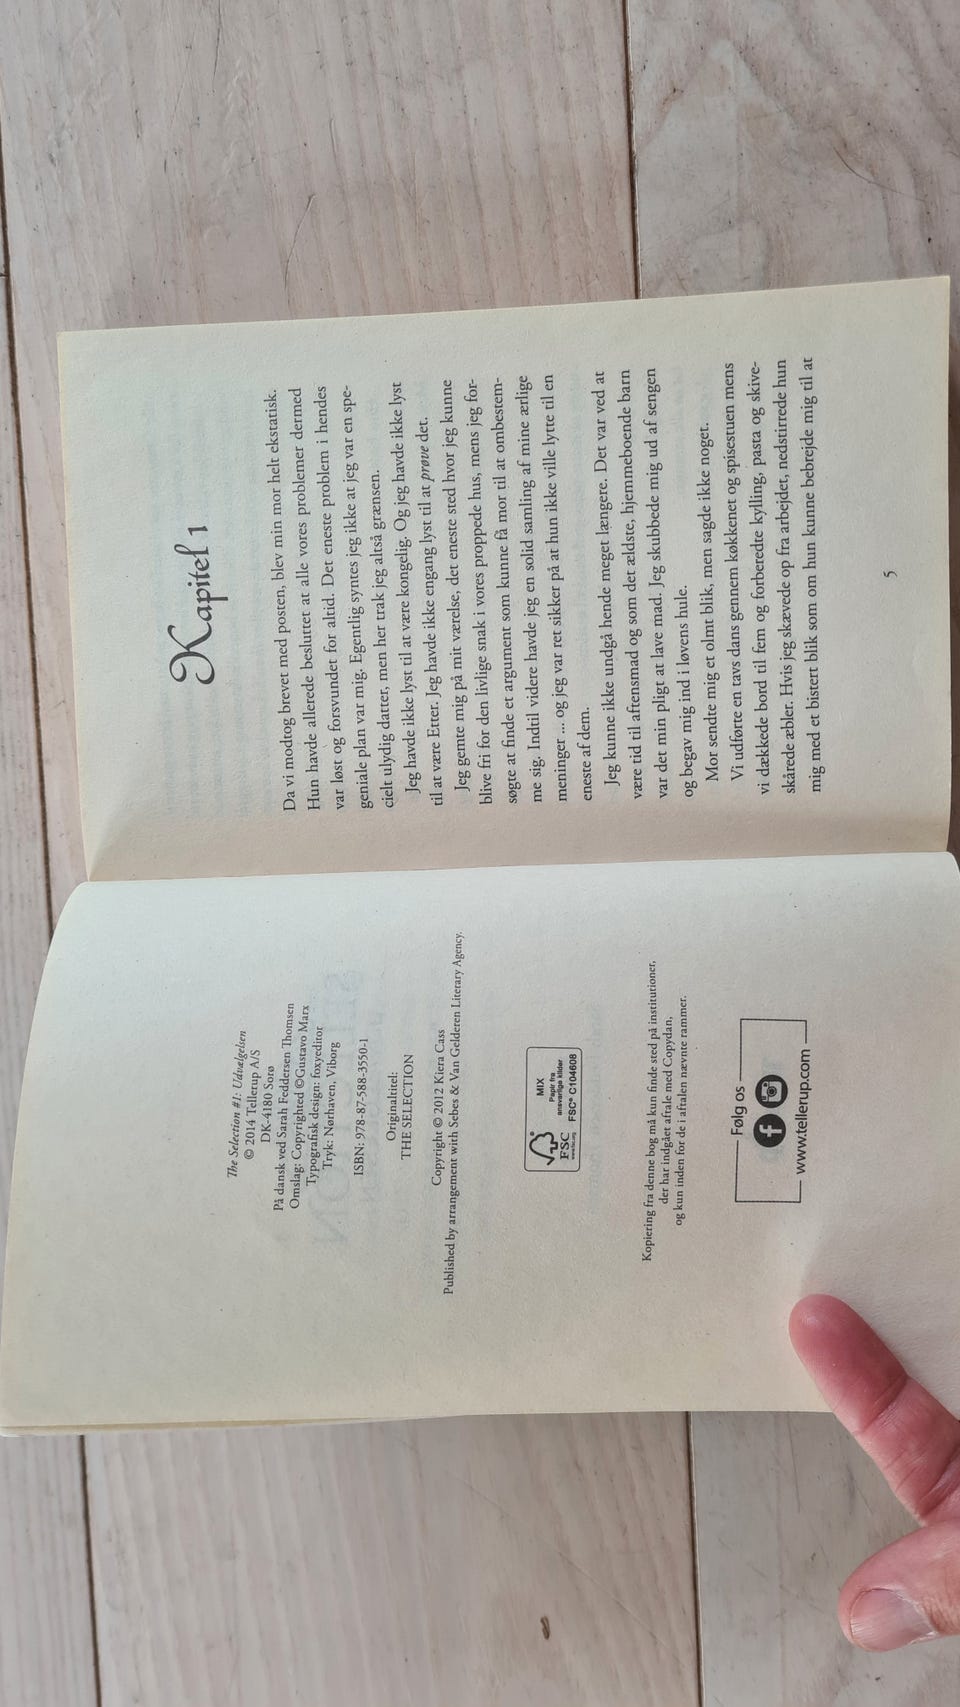 The Selection #1: Udvælgelsen
© 2014 Tellerup A/S
DK-4180 Sorø
På dansk ved Sarah Feddersen Thomsen
Omslag: Copyrighted ©Gustavo Marx
Typografisk design: foxyeditor
Tryk: Nørhaven, Viborg
ISBN: 978-87-588-3550-1
Originaltitel:
THE SELECTION
Copyright © 2012 Kiera Cass
Published by arrangement with Sebes & Van Gelderen Literary Agency.
FSC
www.fsc.org
MIX
Papir fra
ansvarlige kilder
FSC® C104608
Kopiering fra denne bog må kun finde sted på institutioner,
der har indgået aftale med Copydan,
og kun inden for de i aftalen nævnte rammer.
Følg os
www.tellerup.com
Kapitel 1
Da vi modtog brevet med posten, blev min mor helt ekstatisk.
Hun havde allerede besluttet at alle vores problemer dermed
var løst og forsvundet for altid. Det eneste problem i hendes
geniale plan var mig. Egentlig syntes jeg ikke at jeg var en spe-
cielt ulydig datter, men her trak jeg altså grænsen.
Jeg havde ikke lyst til at være kongelig. Og jeg havde ikke lyst
til at være Etter. Jeg havde ikke engang lyst til at prøve det.
Jeg gemte mig på mit værelse, det eneste sted hvor jeg kunne
blive fri for den livlige snak i vores proppede hus, mens jeg for-
søgte at finde et argument som kunne få mor til at ombestem-
me sig. Indtil videre havde jeg en solid samling af mine ærlige
meninger ... og jeg var ret sikker på at hun ikke ville lytte til en
eneste af dem.
Jeg kunne ikke undgå hende meget længere. Det var ved at
være tid til aftensmad og som det ældste, hjemmeboende barn
var det min pligt at lave mad. Jeg skubbede mig ud af sengen
og begav mig ind i løvens hule.
Mor sendte mig et olmt blik, men sagde ikke noget.
Vi udførte en tavs dans gennem køkkenet og spisestuen mens
vi dækkede bord til fem og forberedte kylling, pasta og skive-
skårede æbler. Hvis jeg skævede op fra arbejdet, nedstirrede hun
mig med et bistert blik som om hun kunne bebrejde mig til at
5